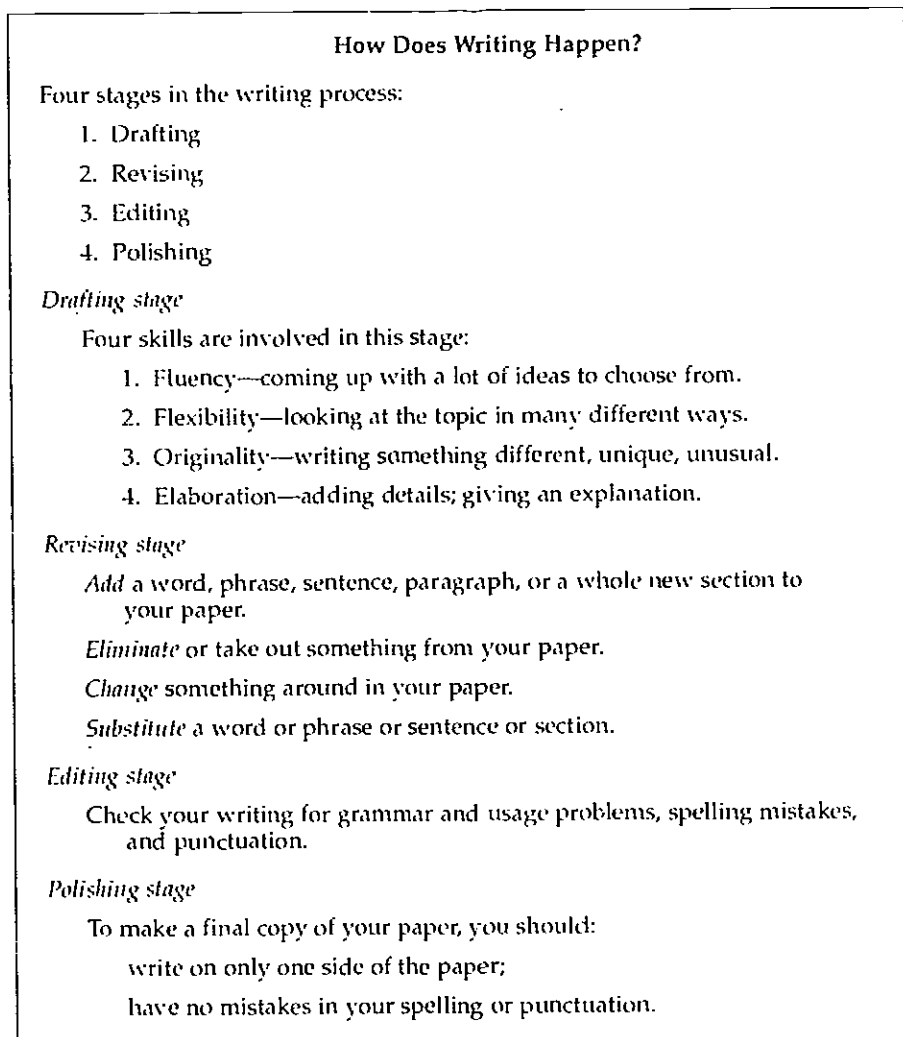 How Does Writing Happen?
Four stages in the writing process:
1. Drafting
2. Revising
3. Editing
4. Polishing
Drafting stage
Four skills are involved in this stage:
1. Fluency—coming up with a lot of ideas to choose from.
2. Flexibility—looking at the topic in many different ways.
3. Originality—writing something different, unique, unusual.
4. Elaboration—adding details; giving an explanation.
Revising stage
Add a word, phrase, sentence, paragraph, or a whole new section to
your paper.
Eliminate or take out something from your paper.
Change something around in your paper.
Substitute a word or phrase or sentence or section.
Editing stage
Check your writing for grammar and usage problems, spelling mistakes,
and punctuation.
Polishing stage
To make a final copy of your paper, you should:
write on only one side of the paper;
have no mistakes in your spelling or punctuation.